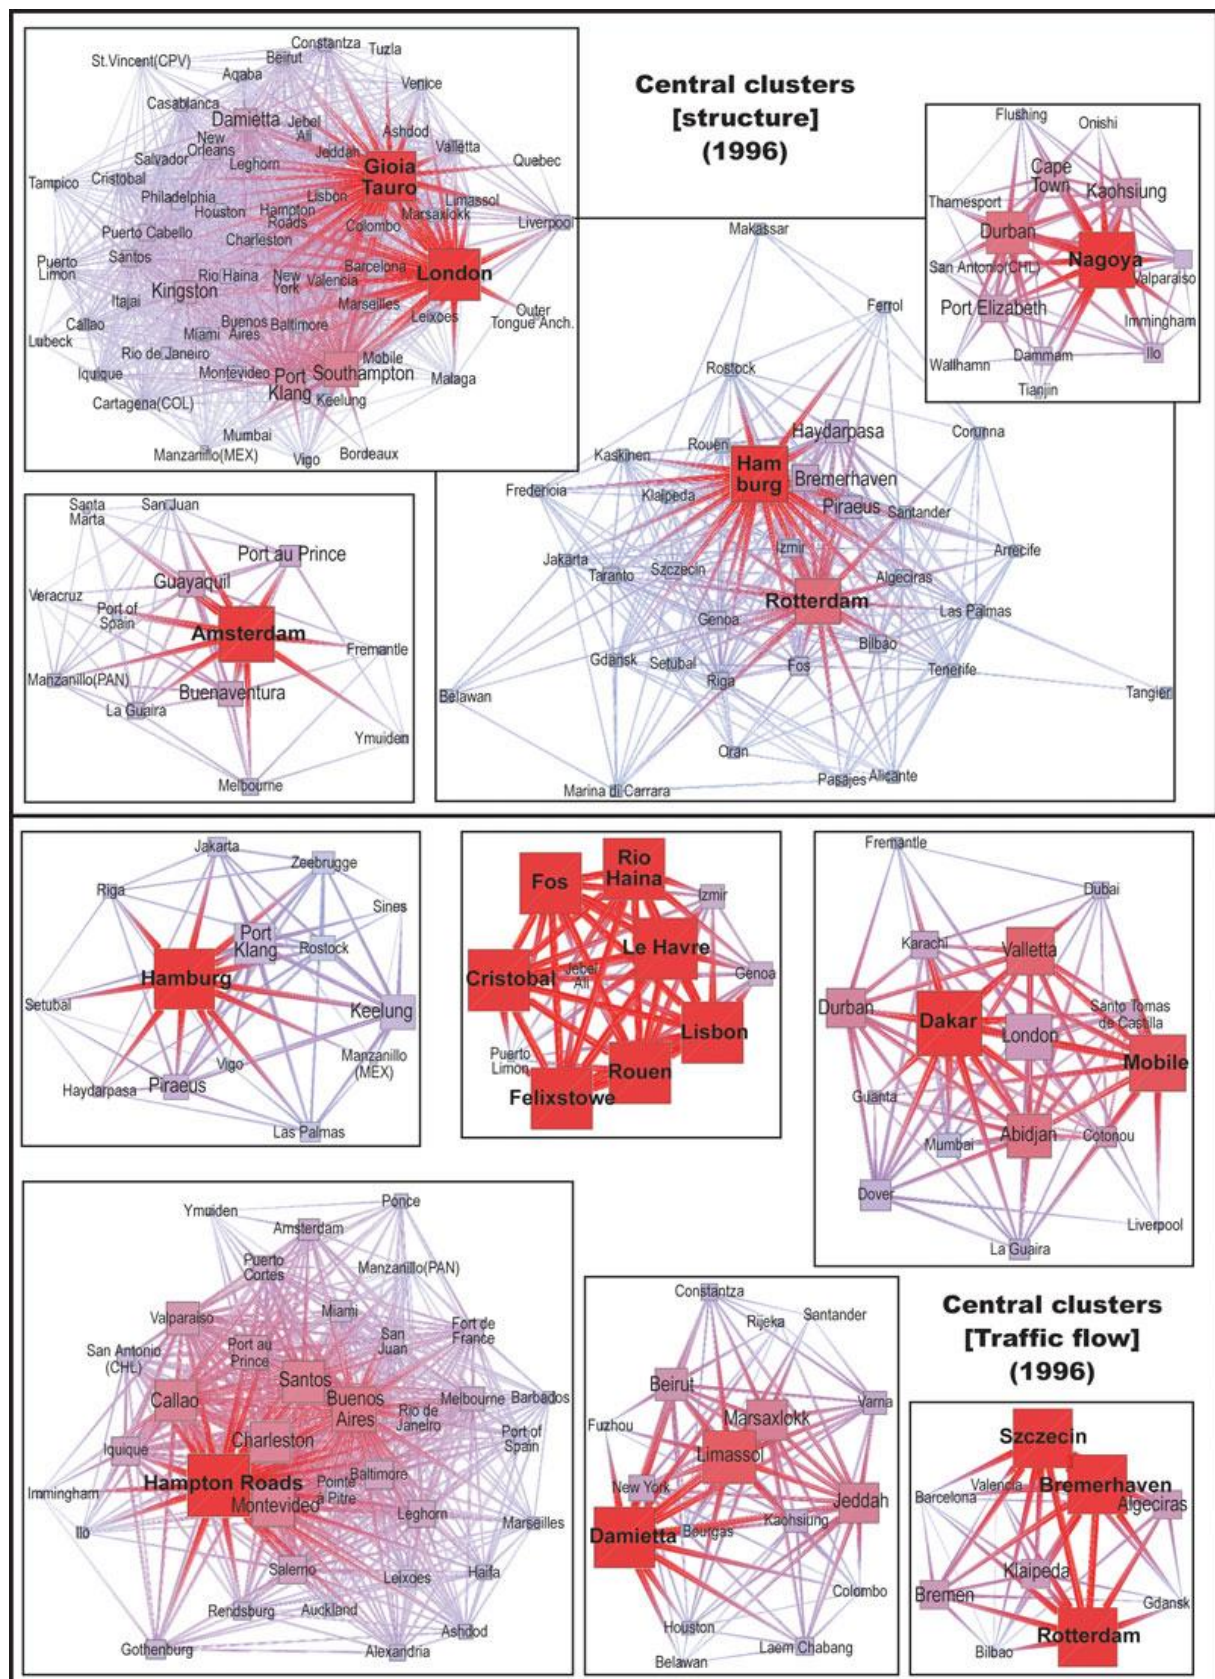 Central clusters
[structure]
(1996)
Constantza
Tuzla
St.Vincent(CPV)
Beirut
Aqaba
Venice
Casablanca
Damietta
Jebel
Ali
Ashdod
New
Orleans
Valletta
Salvador
Leghorn
Jeddah
Gioia
Tauro
Quebec
Tampico
Cristobal
Philadelphia
Lisbon
Limassol
Houston
Hampton
Roads
Marsaxlokk
Colombo
Liverpool
Puerto Cabello
Charleston
Puerto
Limon
Santos
Barcelona
London
Rio Haina
New
York
Valencia
Kingston
Itajai
Marseilles
Leixoes
Outer
Tongue Anch.
Callao
Buenos
Aires
Baltimore
Miami
Lubeck
Rio de Janeiro
Mobile
Iquique
Montevideo
Port
Klang
Southampton
Malaga
Cartagena(COL)
Keelung
Mumbai
Manzanillo(MEX)
Vigo
Bordeaux
Flushing
Onishi
Cape
Town
Kaohsiung
Thamesport
Durban
Nagoya
San Antonio(CHL)
Valparaiso
Port Elizabeth
Immingham
Wallhamn
Dammam
Ilo
Tianjin
Makassar
Ferrol
Rostock
Haydarpasa
Corunna
Rouen
Kaskinen
Ham
burg
Bremerhaven
Fredericia
Klaipeda
Piraeus
Santander
Izmir
Arrecife
Jakarta
Taranto
Szczecin
Algeciras
Rotterdam
Las Palmas
Genoa
Bilbao
Gdansk
Setubal
Fos
Tenerife
Riga
Belawan
Tangier
Oran
Marina di Carrara
Pasajes
Alicante
Santa
Marta
San Juan
Port au Prince
Guayaquil
Veracruz
Port of
Spain
Amsterdam
Fremantle
Manzanillo(PAN)
Buenaventura
La Guaira
Ymuiden
Melbourne
Jakarta
Zeebrugge
Riga
Sines
Port
Klang
Rostock
Hamburg
Setubal
Keelung
Vigo
Manzanillo
(MEX)
Haydarpasa
Piraeus
Las Palmas
Rio
Haina
Fos
Izmir
Le Havre
Cristobal
Jebel
Ali
Genoa
Lisbon
Puerto
Limon
Rouen
Felixstowe
Fremantle
Dubai
Karachi
Valletta
Durban
Santo Tomas
de Castilla
Dakar
London
Mobile
Guanta
Mumbai
Abidjan
Cotonou
Dover
Liverpool
La Guaira
Ponce
Ymuiden
Amsterdam
Puerto
Cortes
Manzanillo(PAN)
Valparaiso
Miami
Fort de
France
San Antonio
(CHL)
Port au
Prince
San
Juan
Santos
Callao
Buenos
Aires
Melbourne
Barbados
Rio de
Janeiro
Charleston
Port of
Spain
Iquique
Hampton Roads
Pointe
a Pitre
Baltimore
Immingham
Montevideo
Leghorn
Marseilles
Ilo
Salerno
Leixoes
Haifa
Rendsburg
Auckland
Ashdod
Gothenburg
Alexandria
Constantza
Rijeka
Santander
Beirut
Varna
Marsaxlokk
Fuzhou
Limassol
New York
Jeddah
Damietta
Bourgas
Kaohsiung
Colombo
Houston
Laem Chabang
Belawan
Central clusters
[Traffic flow]
(1996)
Szczecin
Valencia
Bremerhaven
Barcelona
Algeciras
Klaipeda
Bremen
Gdansk
Rotterdam
Bilbao